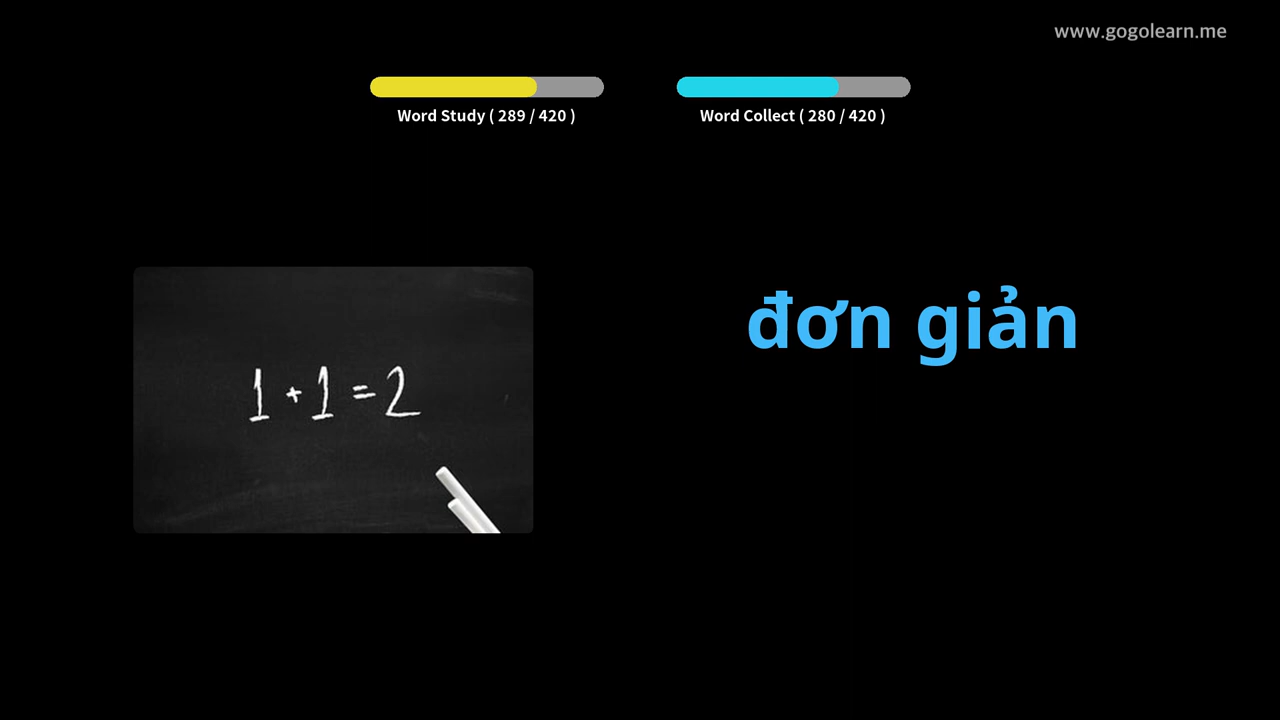 www.gogolearn.me
Word Study ( 289 / 420 )
Word Collect ( 280 / 420 )
đơn giản
1 + 1 = 2